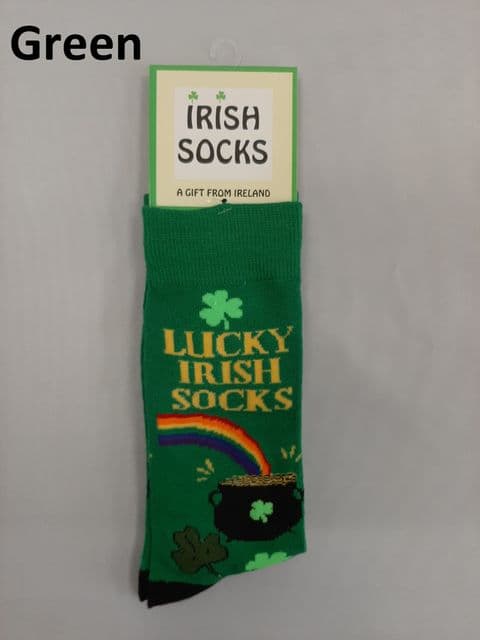 Green
IRISH
SOCKS
A GIFT FROM IRELAND
LUCKY
IRISH
SOCKS